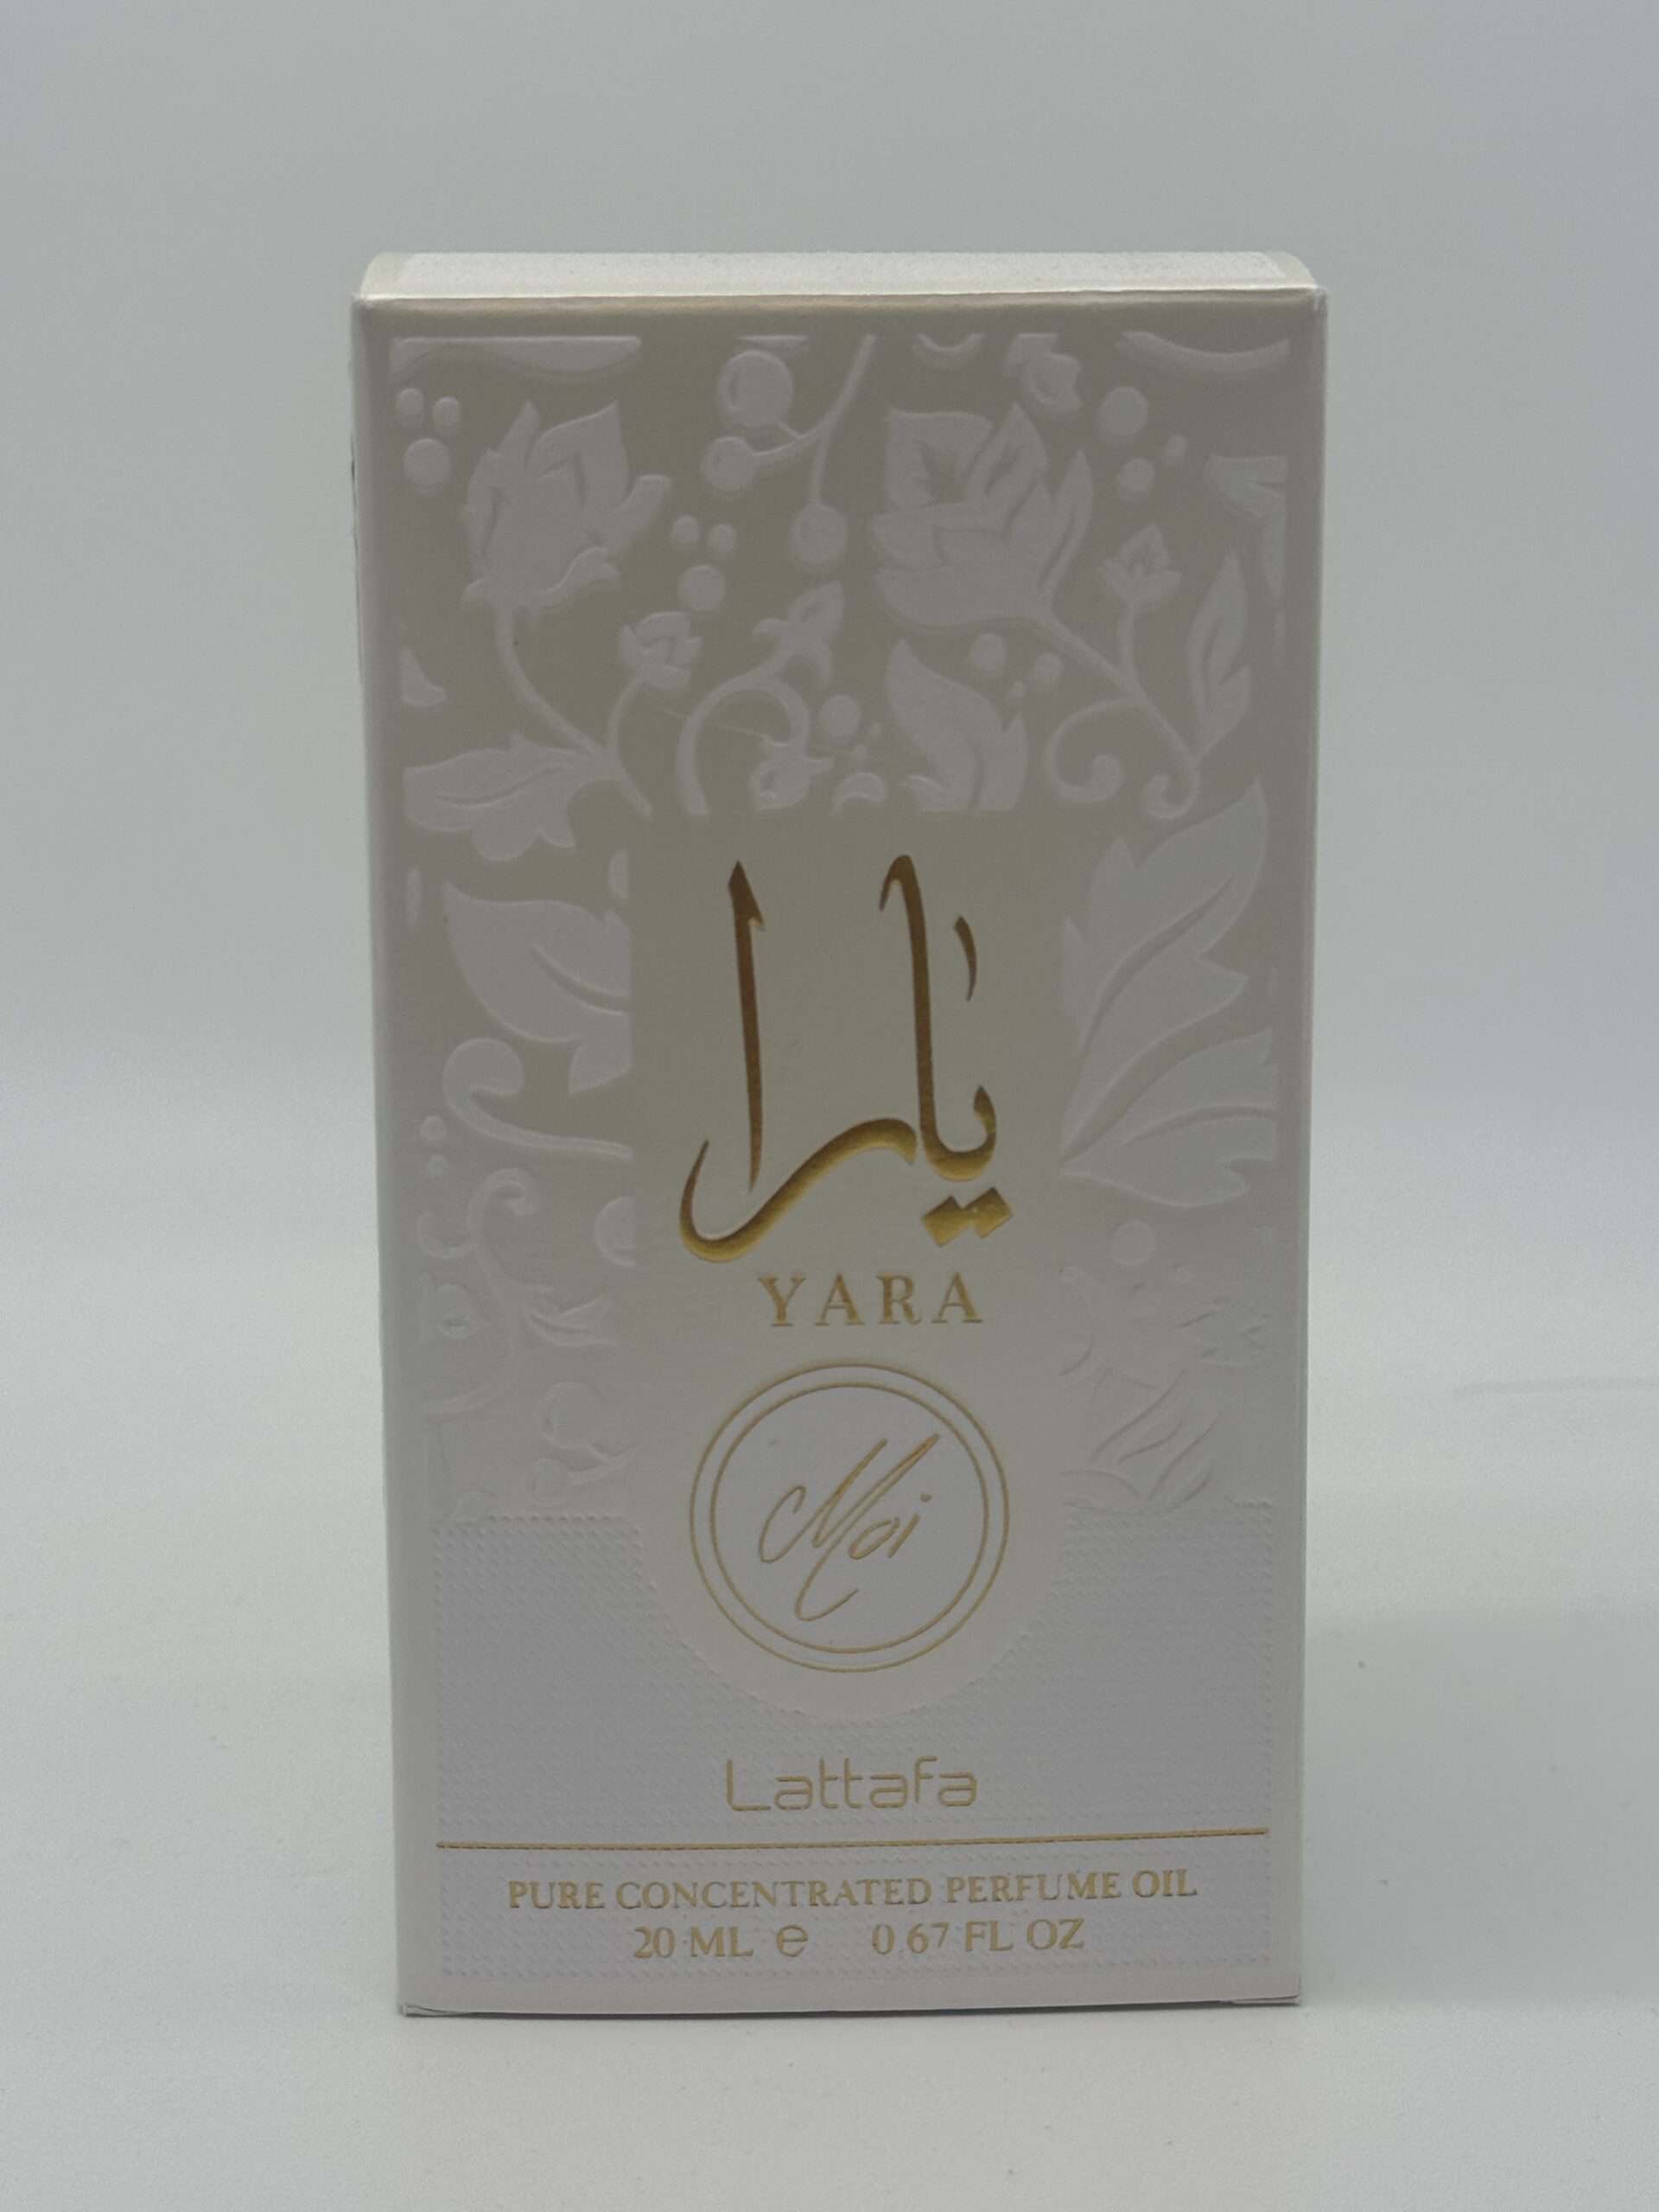 يارا
YARA
Moi
Lattafa
PURE CONCENTRATED PERFUME OIL
20 ML e 0.67 FL OZ